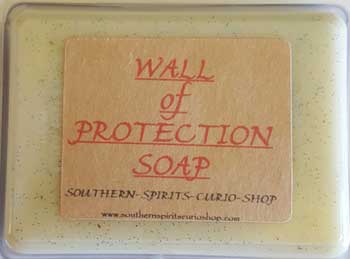 WALL
of
PROTECTION
SOAP
SOUTHERN-SPIRITS-CURIO-SHOP
www.southernspiritscurioshop.com